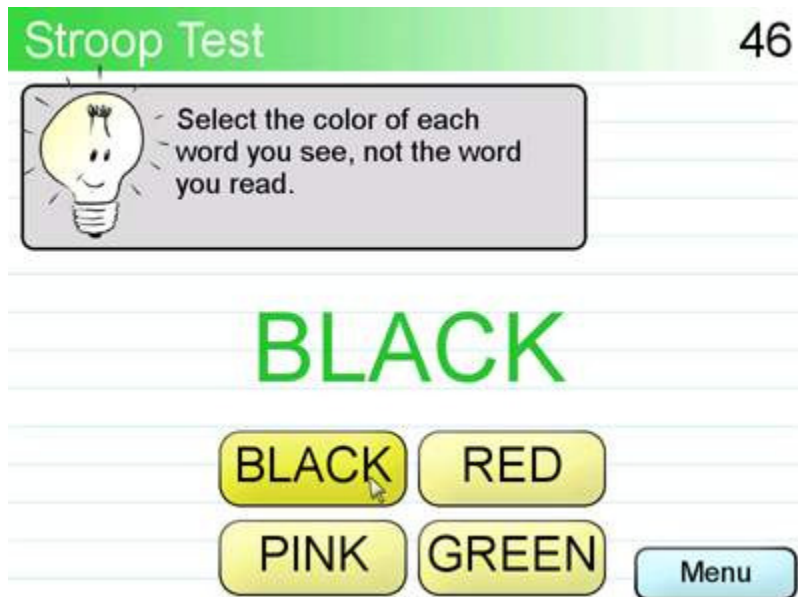 Stroop Test 46
Select the color of each
word you see, not the word
you read.
BLACK
BLACK RED
PINK GREEN
Menu